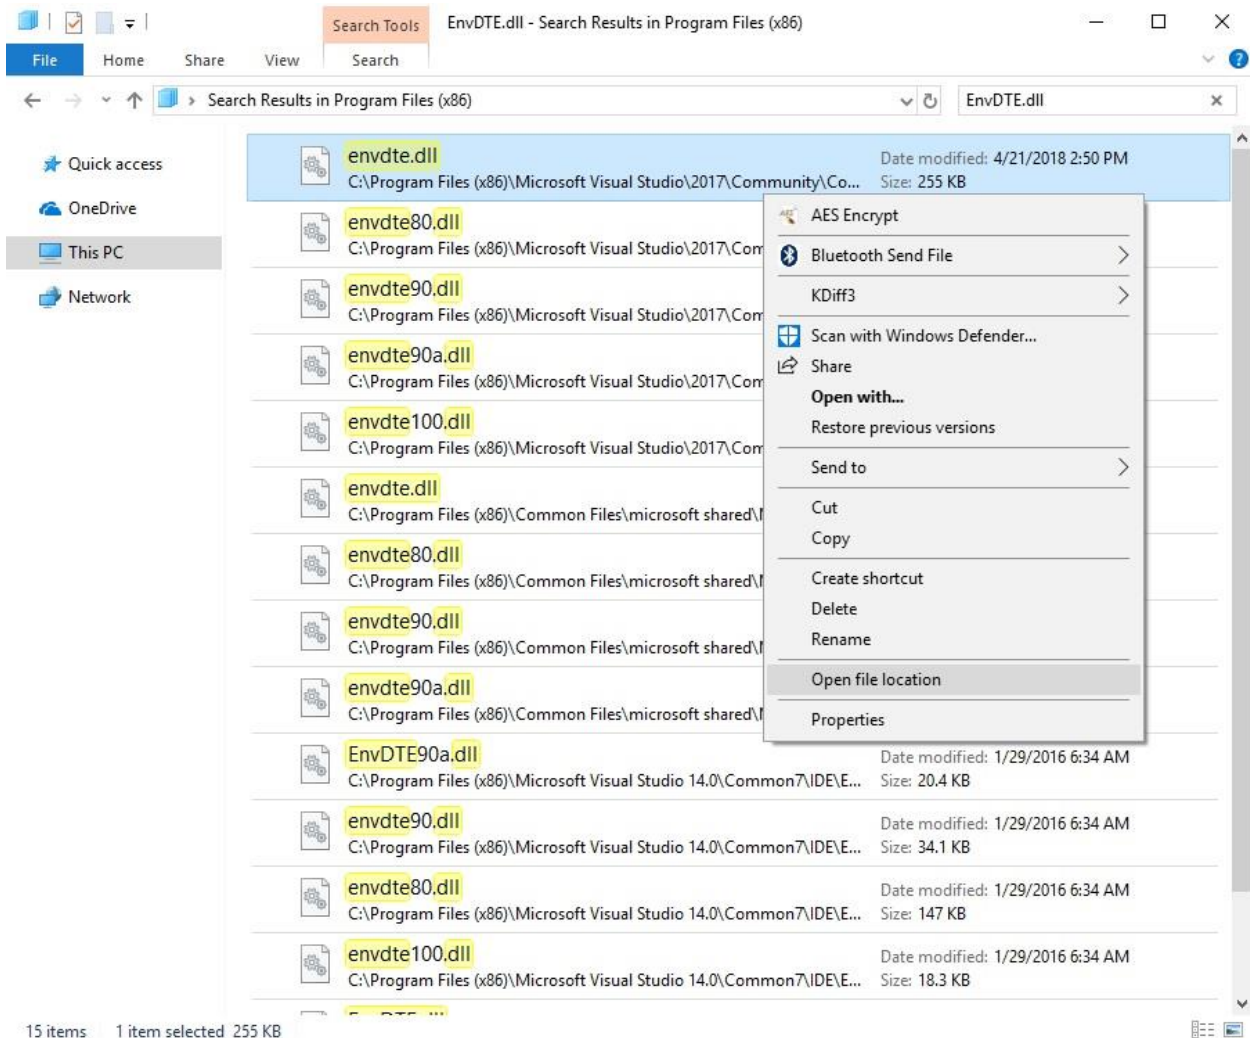 Search Tools
EnvDTE.dll - Search Results in Program Files (x86)
File Home Share View Search
Search Results in Program Files (x86)
EnvDTE.dll
Quick access
OneDrive
This PC
Network
envdte.dll
C:\Program Files (x86)\Microsoft Visual Studio\2017\Community\Co...
Date modified: 4/21/2018 2:50 PM
Size: 255 KB
envdte80.dll
C:\Program Files (x86)\Microsoft Visual Studio\2017\Com
envdte90.dll
C:\Program Files (x86)\Microsoft Visual Studio\2017\Com
envdte90a.dll
C:\Program Files (x86)\Microsoft Visual Studio\2017\Com
envdte100.dll
C:\Program Files (x86)\Microsoft Visual Studio\2017\Com
envdte.dll
C:\Program Files (x86)\Common Files\microsoft shared\
envdte80.dll
C:\Program Files (x86)\Common Files\microsoft shared\
envdte90.dll
C:\Program Files (x86)\Common Files\microsoft shared\
envdte90a.dll
C:\Program Files (x86)\Common Files\microsoft shared\
AES Encrypt
Bluetooth Send File
KDiff3
Scan with Windows Defender...
Share
Open with...
Restore previous versions
Send to
Cut
Copy
Create shortcut
Delete
Rename
Open file location
Properties
EnvDTE90a.dll
C:\Program Files (x86)\Microsoft Visual Studio 14.0\Common7\IDE\E...
Date modified: 1/29/2016 6:34 AM
Size: 20.4 KB
envdte90.dll
C:\Program Files (x86)\Microsoft Visual Studio 14.0\Common7\IDE\E...
Date modified: 1/29/2016 6:34 AM
Size: 34.1 KB
envdte80.dll
C:\Program Files (x86)\Microsoft Visual Studio 14.0\Common7\IDE\E...
Date modified: 1/29/2016 6:34 AM
Size: 147 KB
envdte100.dll
C:\Program Files (x86)\Microsoft Visual Studio 14.0\Common7\IDE\E...
Date modified: 1/29/2016 6:34 AM
Size: 18.3 KB
15 items 1 item selected 255 KB